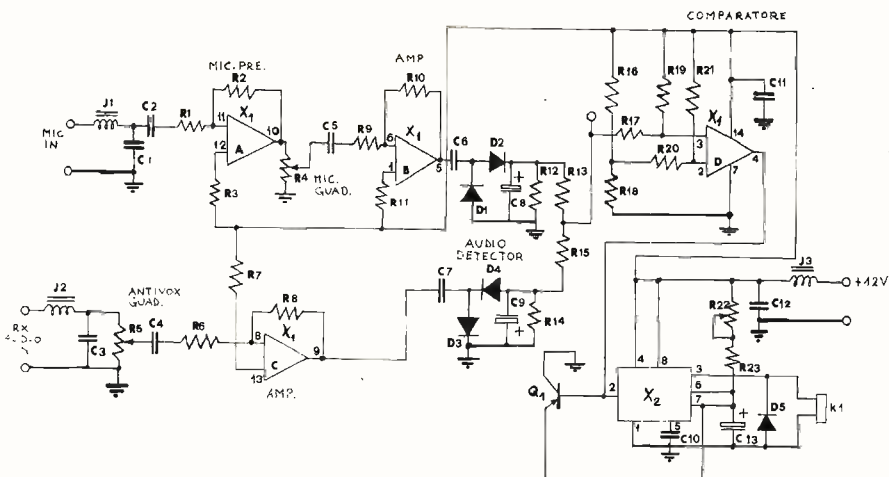 COMPARATORE
MIC. PRE.
AMP
R2
R10
R16
R19
R21
C11
J1
C2
R1
11
X1
10
C5
R9
6
X1
5
C6
D2
R17
X1
14
MIC
IN
C1
12
A
R4
MIC.
GUAD.
1
B
R12
R13
3
D
4
R20
2
7
R3
R11
D1
C8
+
R18
AUDIO
DETECTOR
R15
R7
C7
D4
J3
+12V
J2
ANTIVOX
GUAD.
R8
C9
+
R14
R22
C12
RX
R5
C4
R6
8
X1
9
C3
D3
C
13
AMP.
4
8
R23
3
Q1
2
X2
6
7
D5
K1
1
5
C10
+
C13